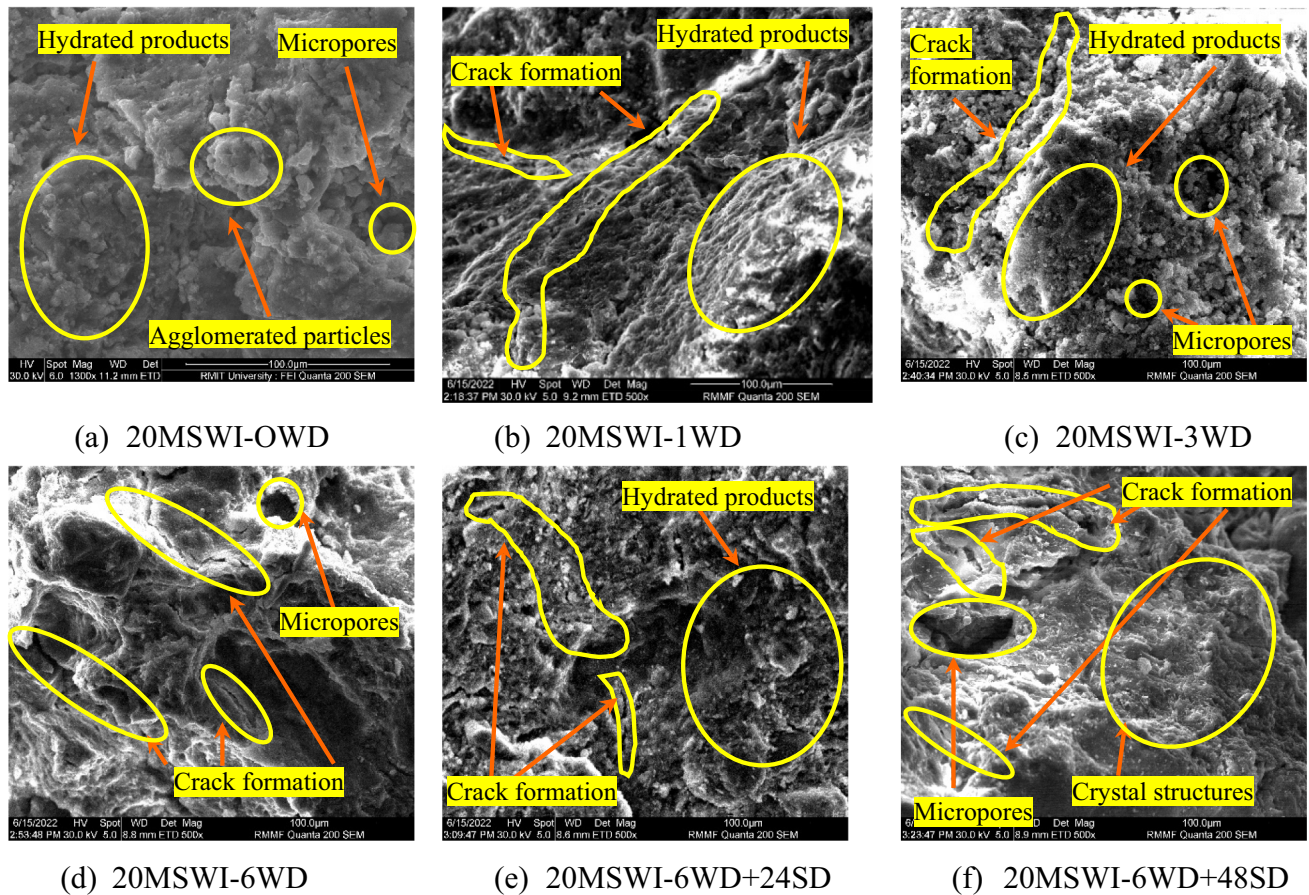 Hydrated products
Micropores
Agglomerated particles
HV Spot Mag WD Det
100.0µm
30.0 kV 6.0 1300x 11.2 mm ETD
RMIT University : FEI Quanta 200 SEM
(a) 20MSWI-OWD
Hydrated products
Crack formation
6/15/2022 HV Spot WD Det Mag
100.0µm
2:18:37 PM 30.0 kV 5.0 9.2 mm ETD 500x
RMMF Quanta 200 SEM
(b) 20MSWI-1WD
Crack
formation
Hydrated products
Micropores
6/15/2022 HV Spot WD Det Mag
100.0µm
2:40:34 PM 30.0 kV 5.0 8.5 mm ETD 500x
RMMF Quanta 200 SEM
(c) 20MSWI-3WD
Micropores
Crack formation
6/15/2022 HV Spot WD Det Mag
100.0µm
2:53:48 PM 30.0 kV 5.0 8.8 mm ETD 500x
RMMF Quanta 200 SEM
(d) 20MSWI-6WD
Hydrated products
Crack formation
6/15/2022 HV Spot WD Det Mag
100.0µm
3:09:47 PM 30.0 kV 5.0 8.6 mm ETD 500x
RMMF Quanta 200 SEM
(e) 20MSWI-6WD+24SD
Crack formation
Micropores
Crystal structures
6/15/2022 HV Spot WD Det Mag
100.0µm
3:23:47 PM 30.0 kV 5.0 8.9 mm ETD 500x
RMMF Quanta 200 SEM
(f) 20MSWI-6WD+48SD